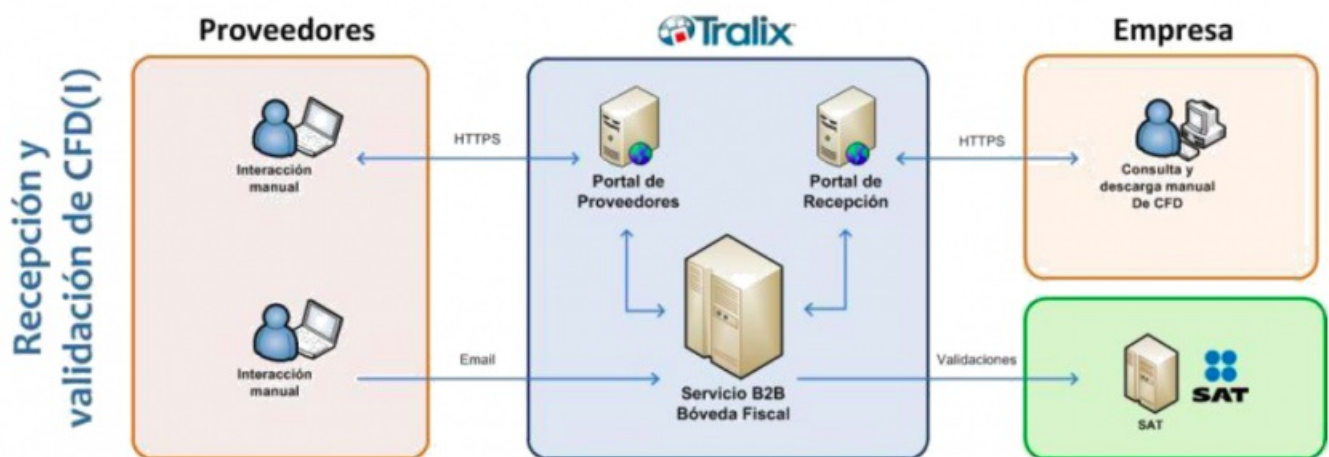 Recepción y
validación de CFD(I)
Proveedores
Tralix
Empresa
Interacción
manual
HTTPS
Portal de
Proveedores
Portal de
Recepción
HTTPS
Consulta y
descarga manual
De CFD
Interacción
manual
Email
Servicio B2B
Bóveda Fiscal
Validaciones
SAT
SAT